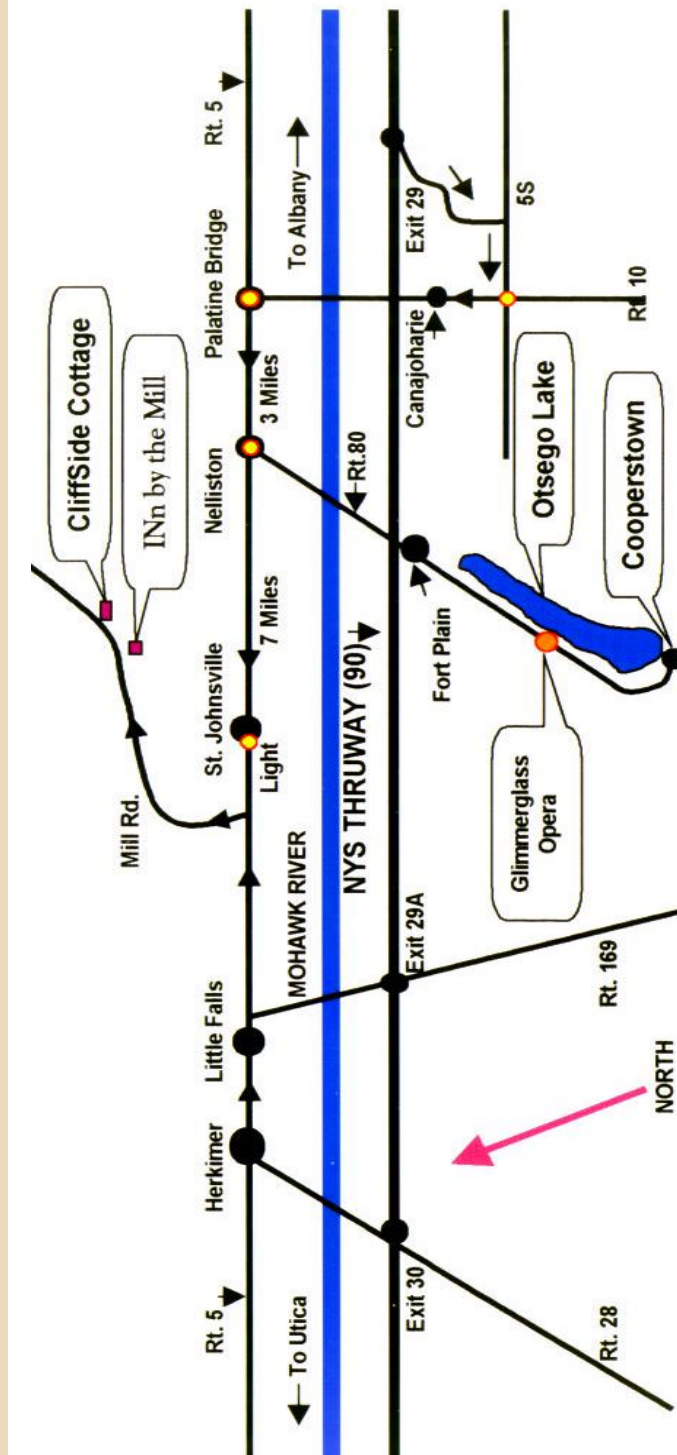 CliffSide Cottage
INn by the Mill
Mill Rd.
Rt. 5
Herkimer
Little Falls
St. Johnsville
Nelliston
Palatine Bridge
Rt. 5
Light
7 Miles
3 Miles
To Utica
MOHAWK RIVER
To Albany
NYS THRUWAY (90)
Rt.80
Exit 30
Exit 29A
Fort Plain
Canajoharie
Exit 29
5S
Glimmerglass
Opera
Otsego Lake
Cooperstown
Rt. 28
NORTH
Rt. 169
Rt. 10